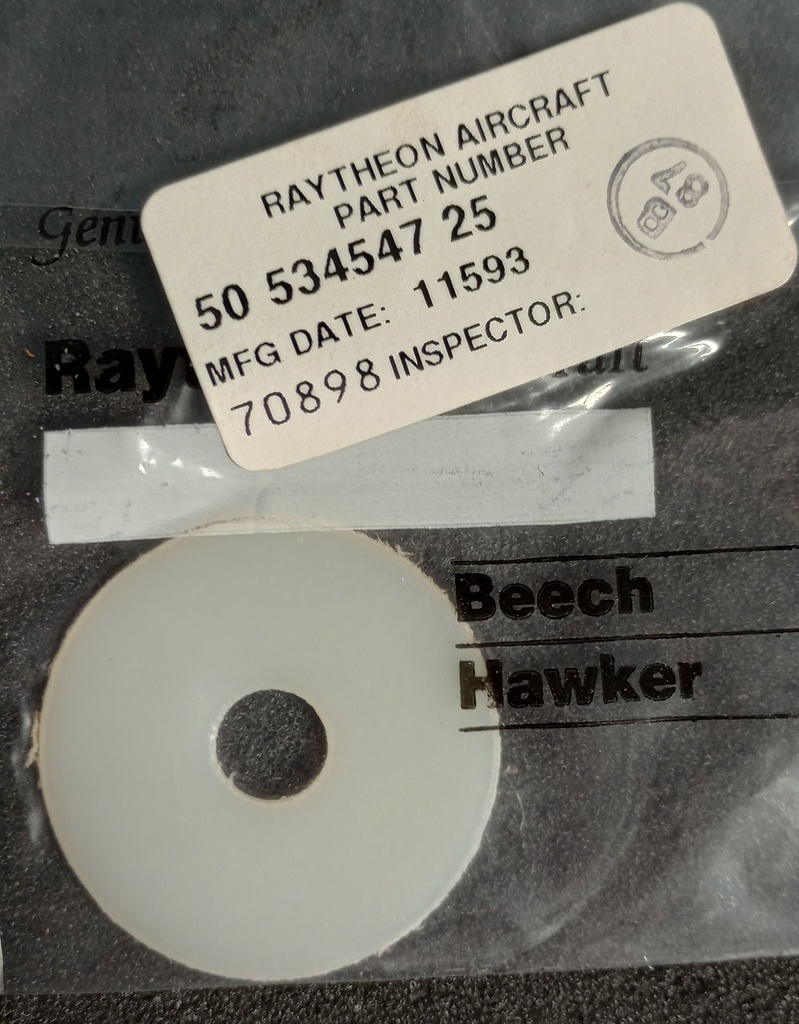 RAYTHEON AIRCRAFT
PART NUMBER
50 534547 25
MFG DATE: 11593
70898 INSPECTOR:
Beech
Hawker